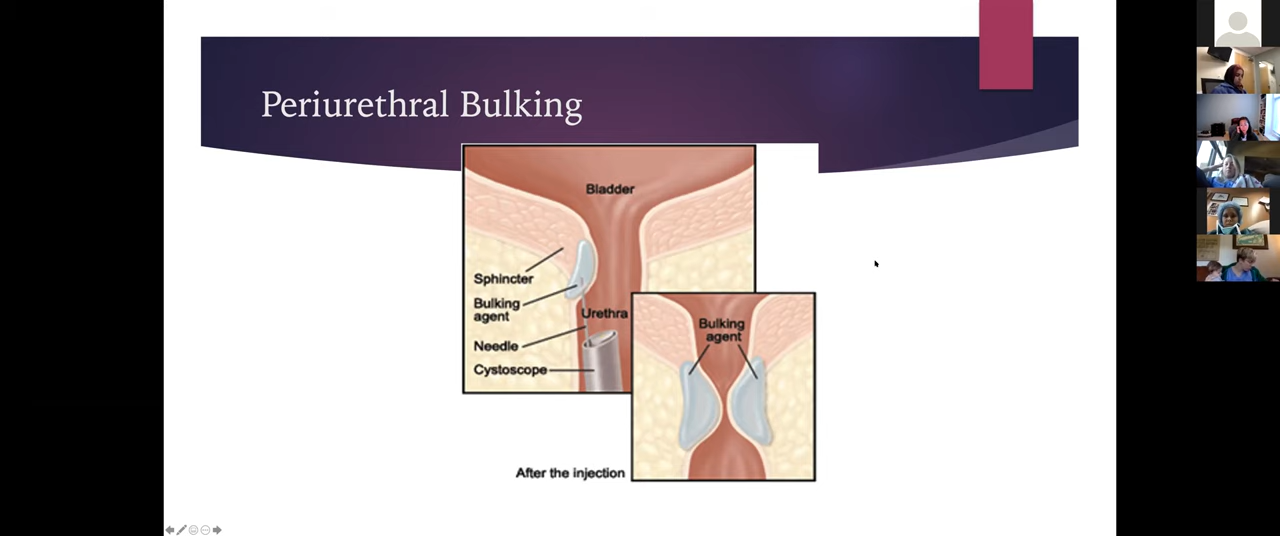 Periurethral Bulking
Bladder
Sphincter
Bulking
agent
Urethra
Needle
Cystoscope
Bulking
agent
After the injection